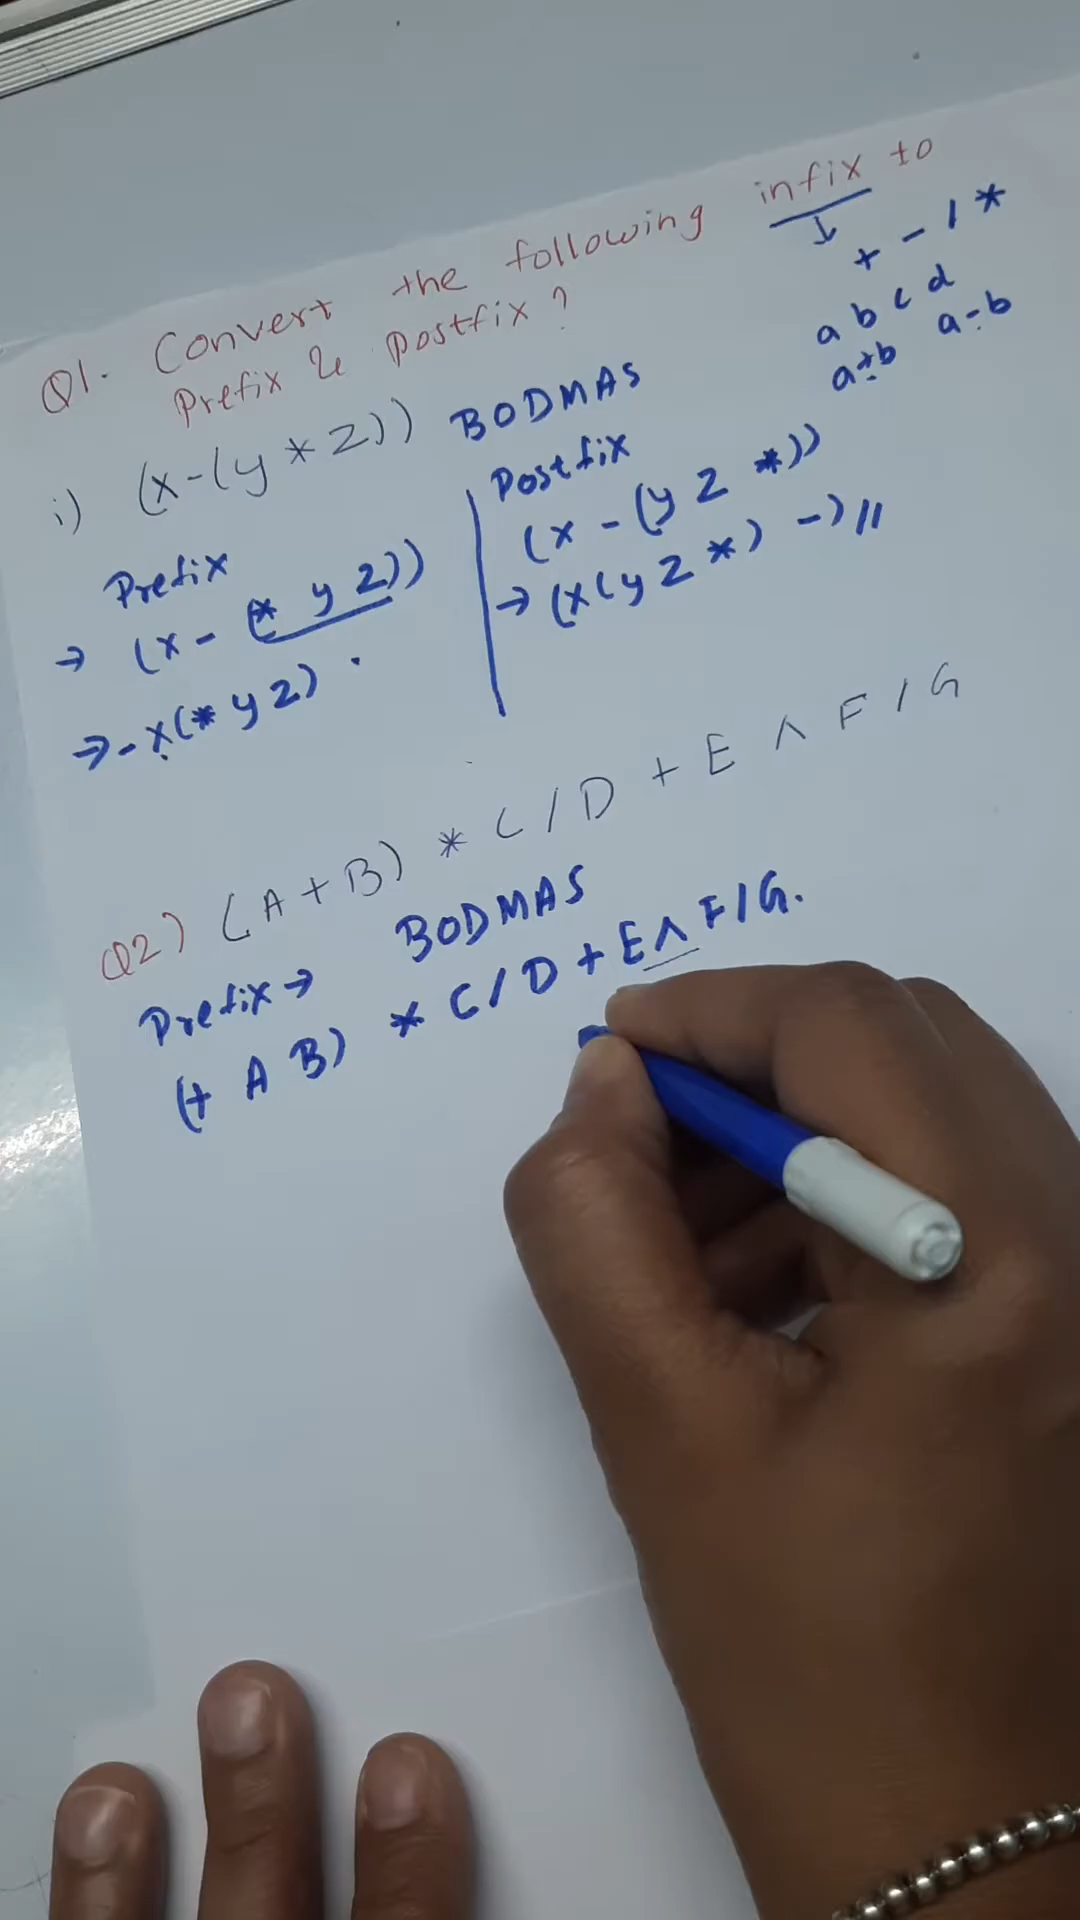 Q1. Convert the following infix to
Prefix & Postfix?
↓
+ - / *
a b c d
a+b a-b
i) (x-(y*z)) BODMAS
Prefix
→ (x- (* y z))
→ -x(* y z)
Postfix
(x - (y z *))
→ (x(y z *) -) //
Q2) (A+B) * C/D + E ∧ F / G
Prefix → BODMAS
(+ A B) * C/D + E∧ F/G.